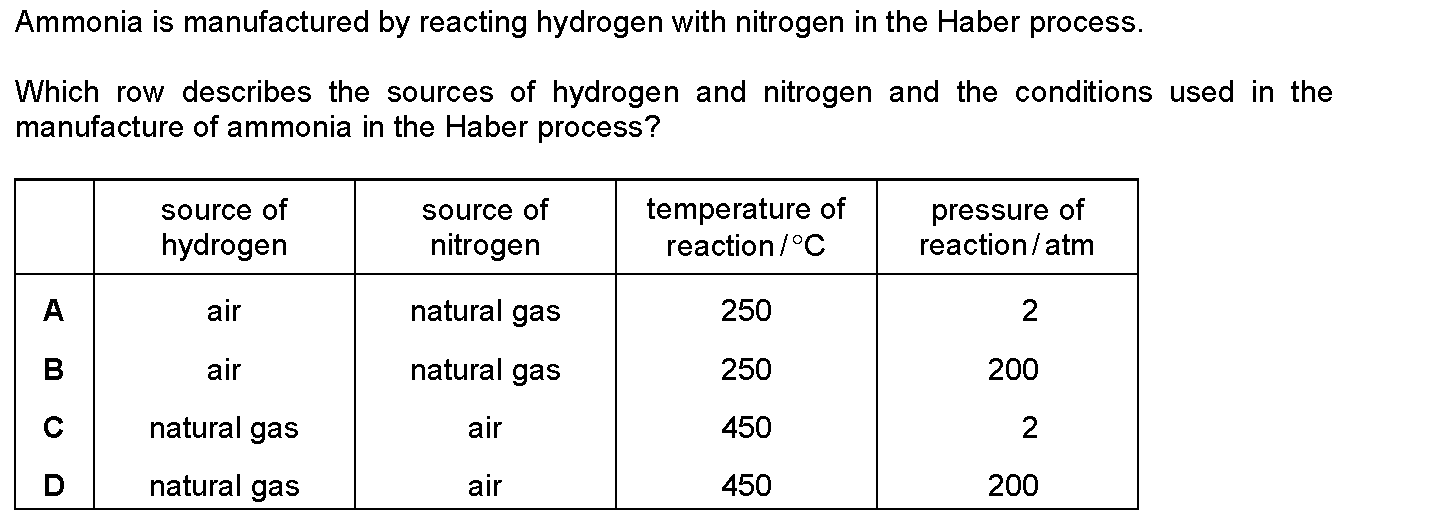 Ammonia is manufactured by reacting hydrogen with nitrogen in the Haber process.
Which row describes the sources of hydrogen and nitrogen and the conditions used in the
manufacture of ammonia in the Haber process?
source of hydrogen | source of nitrogen | temperature of reaction / °C | pressure of reaction / atm
A air natural gas 250 2
B air natural gas 250 200
C natural gas air 450 2
D natural gas air 450 200